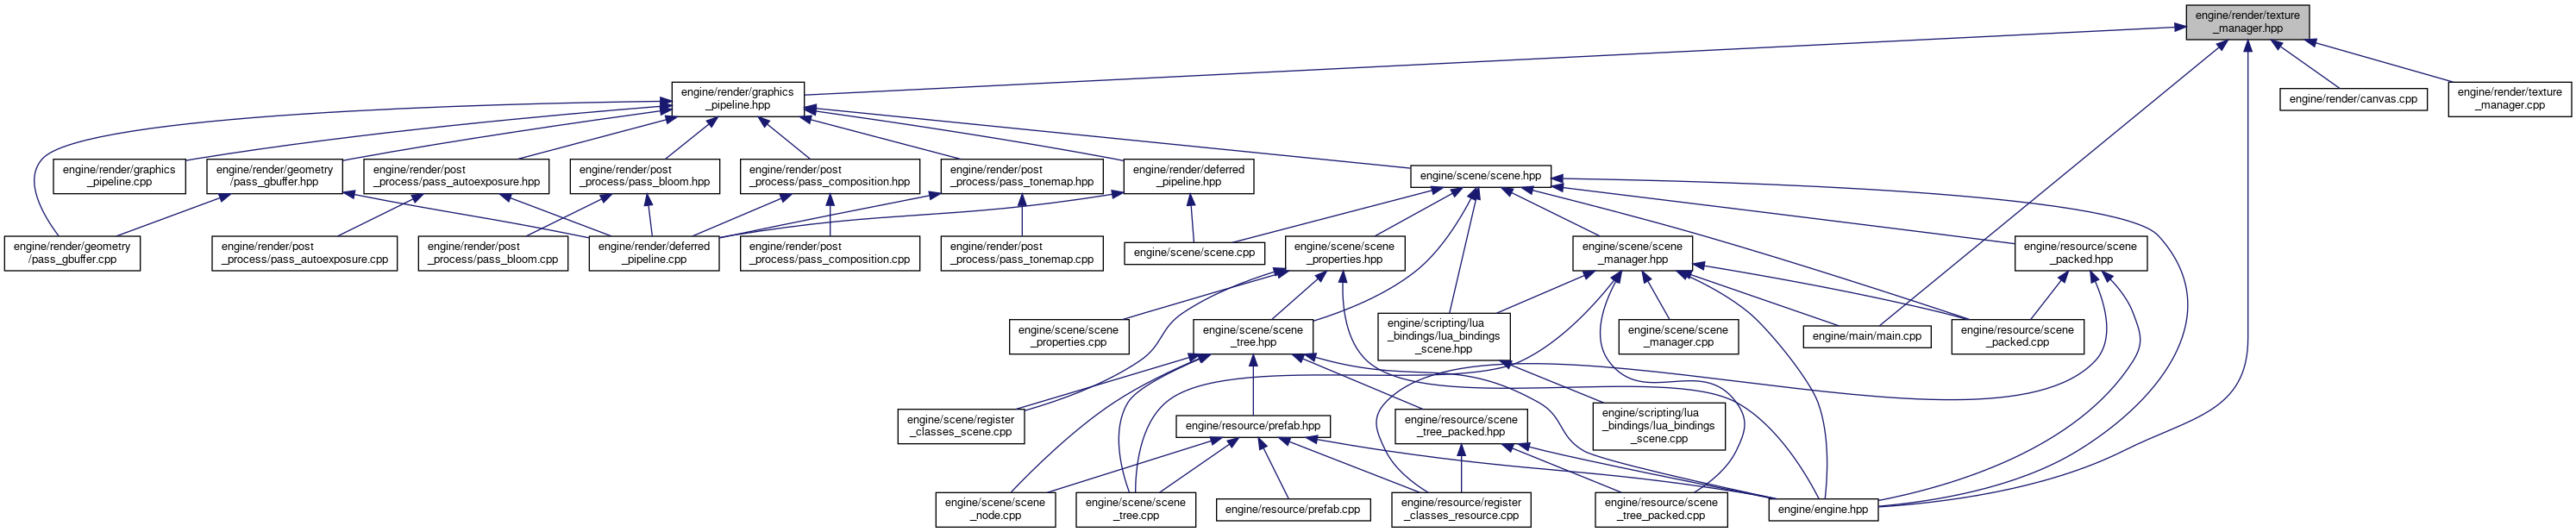 engine/render/texture
_manager.hpp
engine/render/graphics
_pipeline.hpp
engine/render/canvas.cpp
engine/render/texture
_manager.cpp
engine/render/graphics
_pipeline.cpp
engine/render/geometry
/pass_gbuffer.hpp
engine/render/post
_process/pass_autoexposure.hpp
engine/render/post
_process/pass_bloom.hpp
engine/render/post
_process/pass_composition.hpp
engine/render/post
_process/pass_tonemap.hpp
engine/render/deferred
_pipeline.hpp
engine/scene/scene.hpp
engine/render/geometry
/pass_gbuffer.cpp
engine/render/post
_process/pass_autoexposure.cpp
engine/render/post
_process/pass_bloom.cpp
engine/render/deferred
_pipeline.cpp
engine/render/post
_process/pass_composition.cpp
engine/render/post
_process/pass_tonemap.cpp
engine/scene/scene.cpp
engine/scene/scene
_properties.hpp
engine/scene/scene
_manager.hpp
engine/resource/scene
_packed.hpp
engine/scene/scene
_properties.cpp
engine/scene/scene
_tree.hpp
engine/scripting/lua
_bindings/lua_bindings
_scene.hpp
engine/scene/scene
_manager.cpp
engine/main/main.cpp
engine/resource/scene
_packed.cpp
engine/scene/register
_classes_scene.cpp
engine/resource/prefab.hpp
engine/resource/scene
_tree_packed.hpp
engine/scripting/lua
_bindings/lua_bindings
_scene.cpp
engine/scene/scene
_node.cpp
engine/scene/scene
_tree.cpp
engine/resource/prefab.cpp
engine/resource/register
_classes_resource.cpp
engine/resource/scene
_tree_packed.cpp
engine/engine.hpp